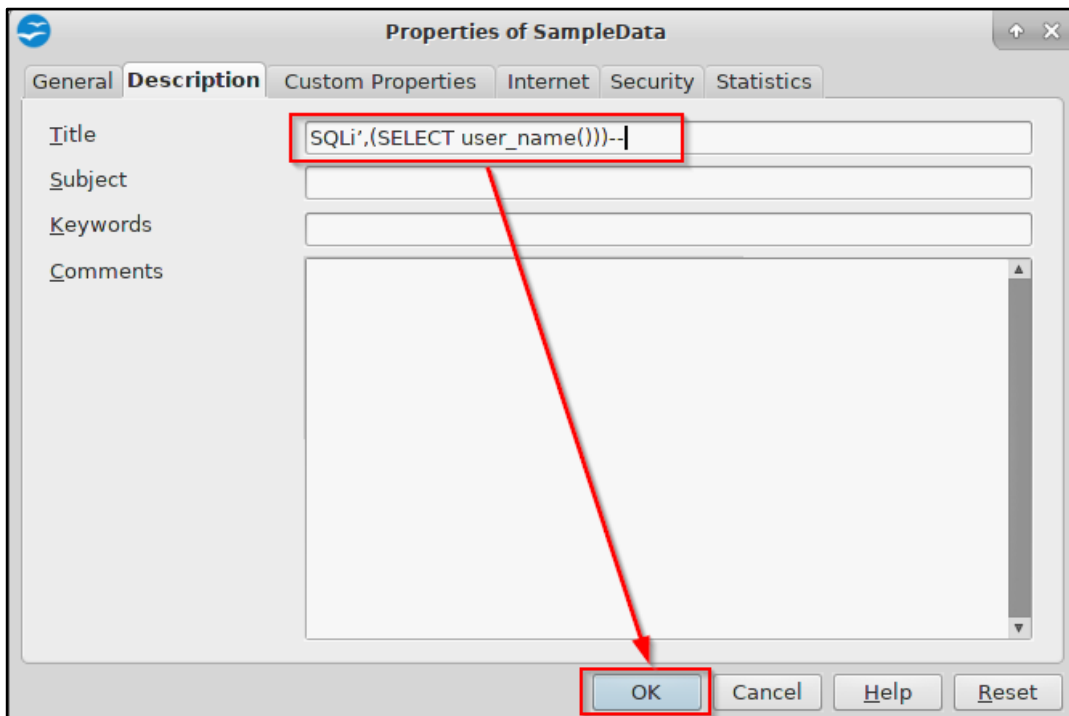 Properties of SampleData
General Description Custom Properties Internet Security Statistics
Title SQLi’,(SELECT user_name()))--
Subject
Keywords
Comments
OK Cancel Help Reset